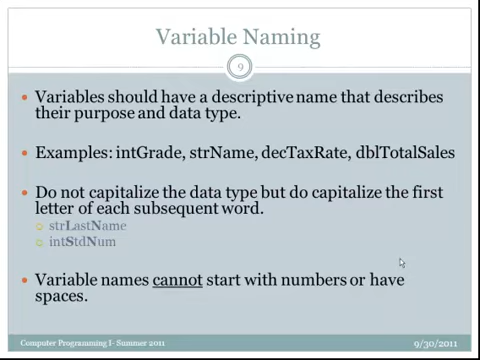 Variable Naming
9
Variables should have a descriptive name that describes
their purpose and data type.
Examples: intGrade, strName, decTaxRate, dblTotalSales
Do not capitalize the data type but do capitalize the first
letter of each subsequent word.
strLastName
intStdNum
Variable names cannot start with numbers or have
spaces.
Computer Programming I- Summer 2011
9/30/2011